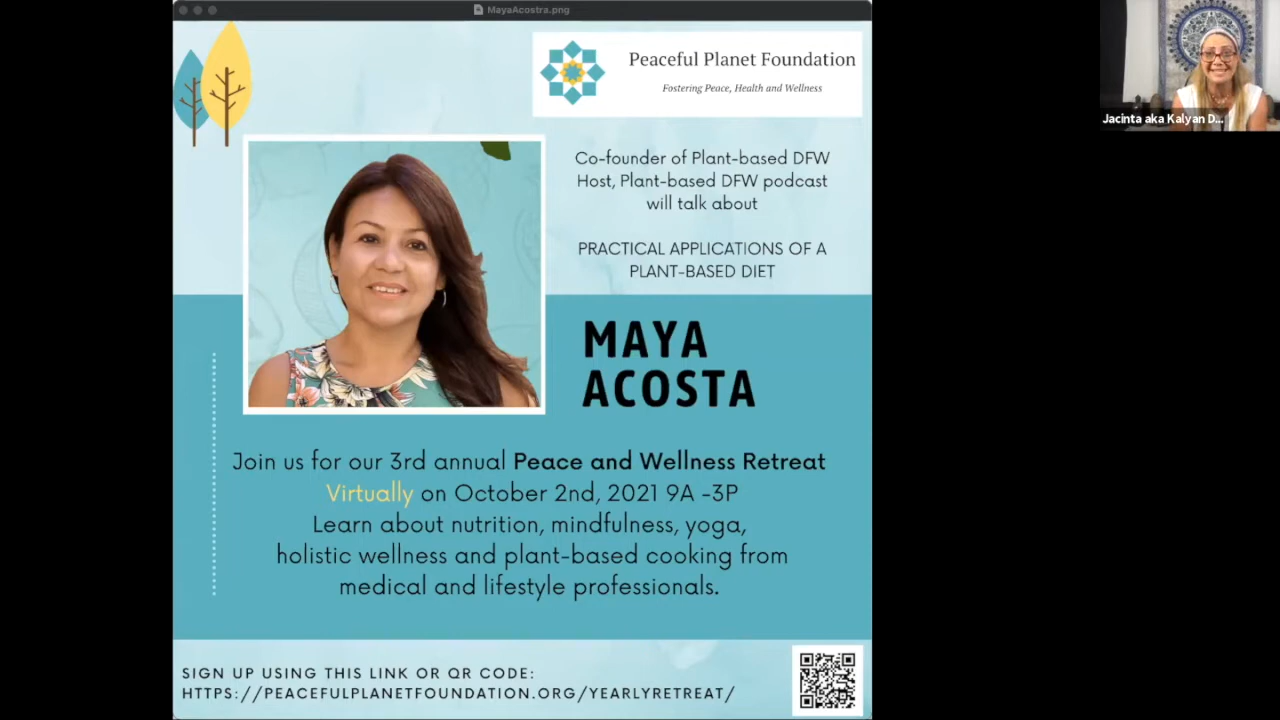 MayaAcostra.png
Peaceful Planet Foundation
Fostering Peace, Health and Wellness
Co-founder of Plant-based DFW
Host, Plant-based DFW podcast
will talk about
PRACTICAL APPLICATIONS OF A
PLANT-BASED DIET
MAYA
ACOSTA
Join us for our 3rd annual Peace and Wellness Retreat
Virtually on October 2nd, 2021 9A -3P
Learn about nutrition, mindfulness, yoga,
holistic wellness and plant-based cooking from
medical and lifestyle professionals.
SIGN UP USING THIS LINK OR QR CODE:
HTTPS://PEACEFULPLANETFOUNDATION.ORG/YEARLYRETREAT/
Jacinta aka Kalyan D...